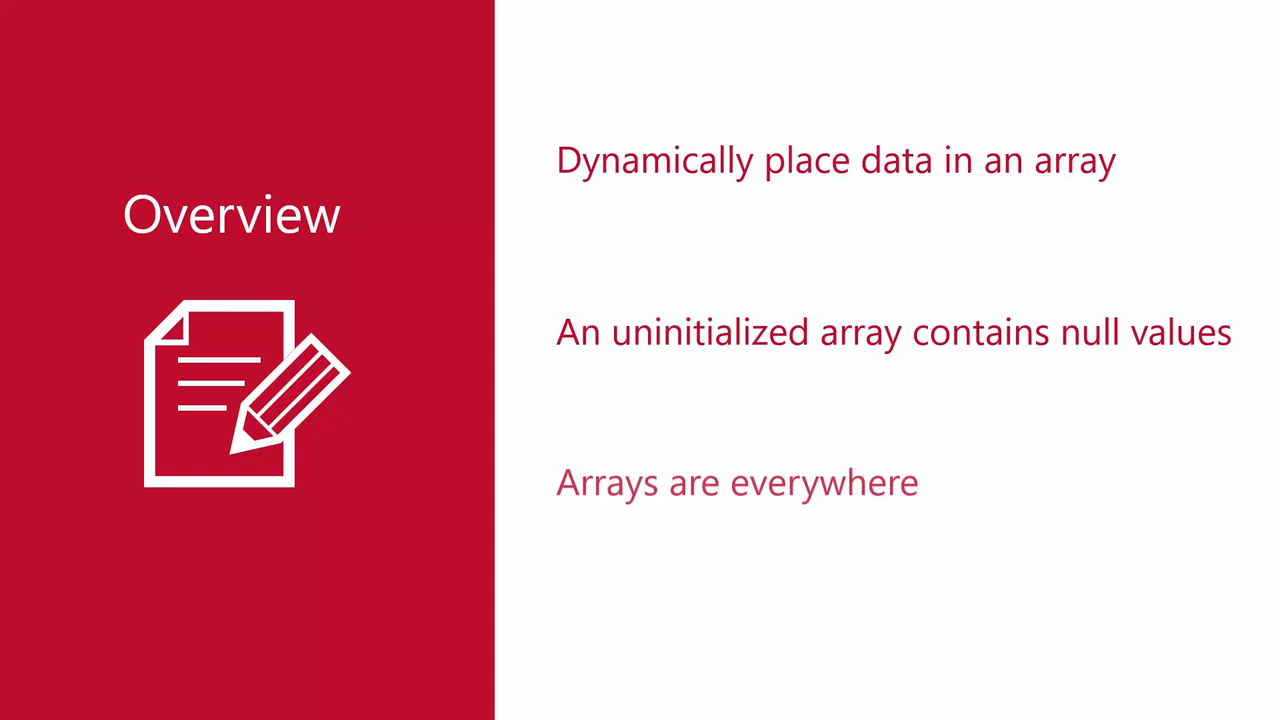 Overview
Dynamically place data in an array
An uninitialized array contains null values
Arrays are everywhere